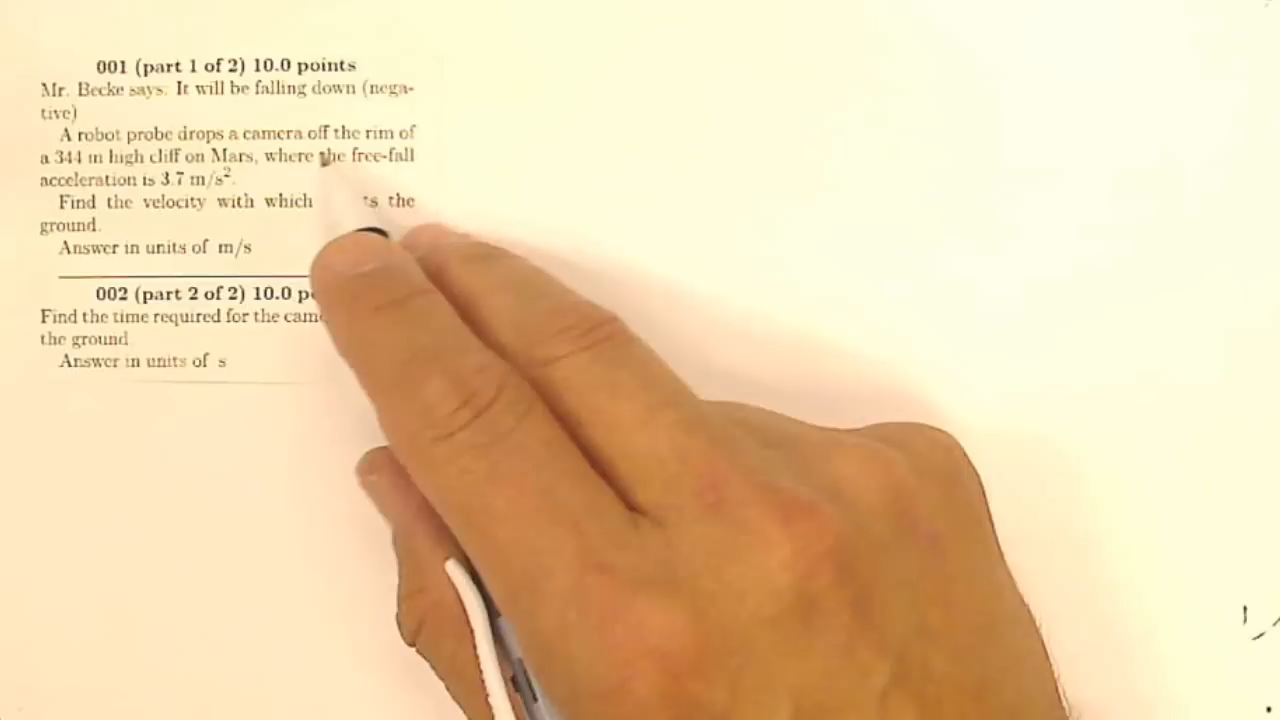 001 (part 1 of 2) 10.0 points
Mr. Becke says: It will be falling down (nega-
tive)
A robot probe drops a camera off the rim of
a 344 m high cliff on Mars, where the free-fall
acceleration is 3.7 m/s².
Find the velocity with which the
ground.
Answer in units of m/s
002 (part 2 of 2) 10.0
Find the time required for the
the ground
Answer in units of s